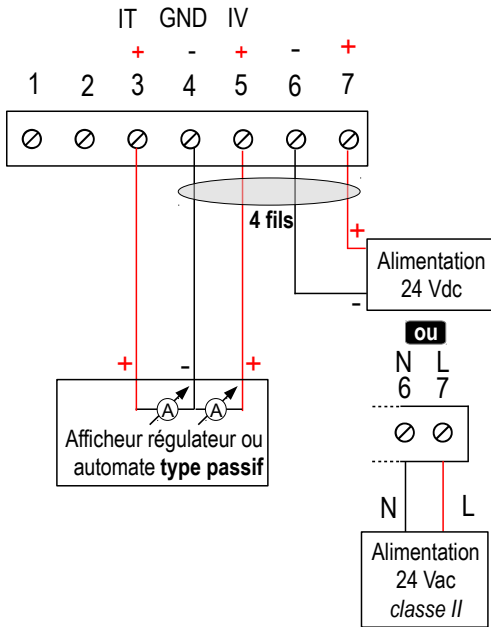 IT GND IV
+ - + - +
1 2 3 4 5 6 7
4 fils
+
Alimentation
24 Vdc
-
ou
N L
6 7
+ - +
A A
Afficheur régulateur ou
automate type passif
N L
Alimentation
24 Vac
classe II